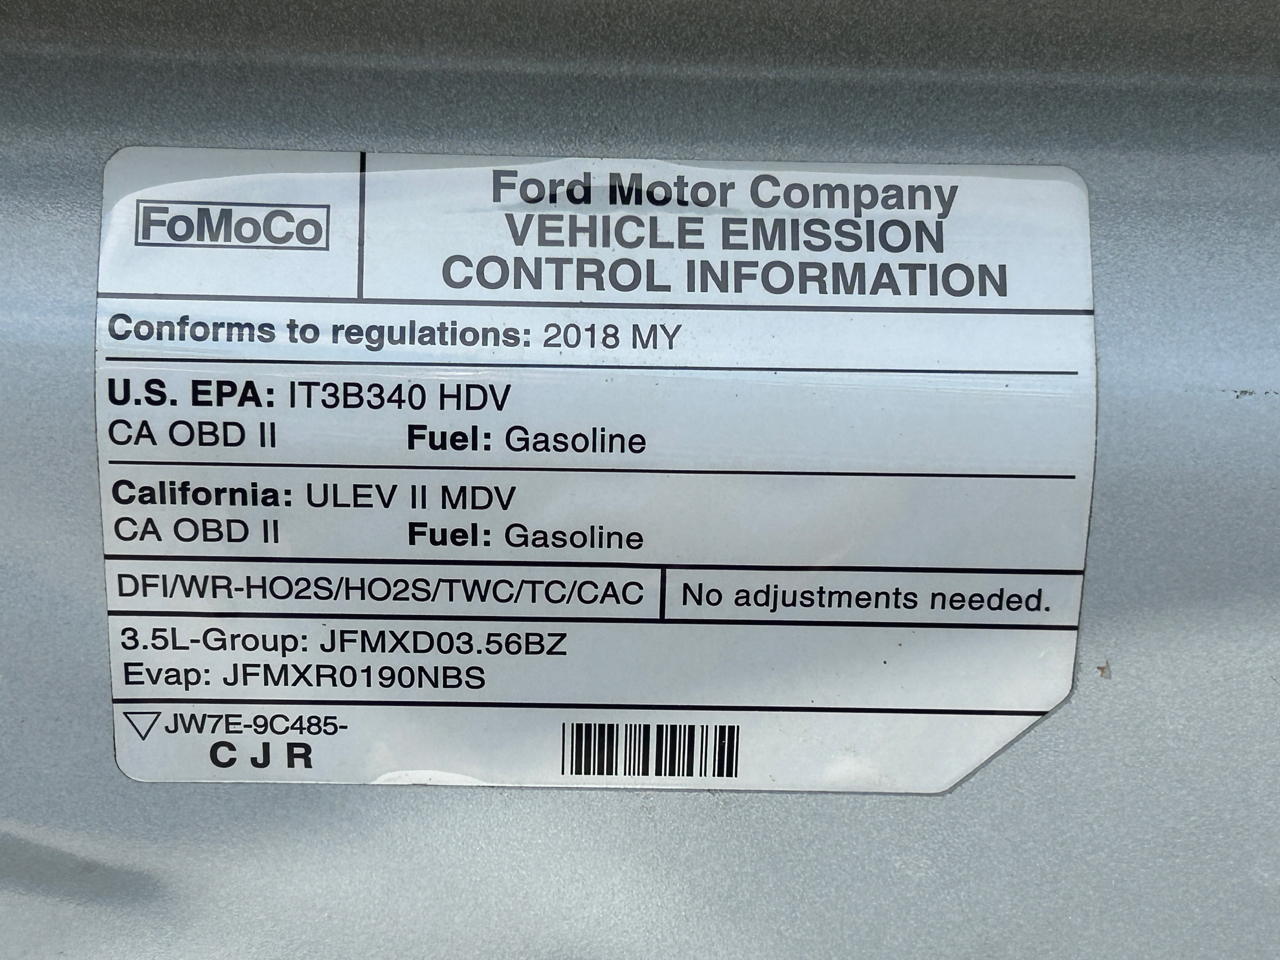 FoMoCo
Ford Motor Company
VEHICLE EMISSION
CONTROL INFORMATION
Conforms to regulations: 2018 MY
U.S. EPA: IT3B340 HDV
CA OBD II Fuel: Gasoline
California: ULEV II MDV
CA OBD II Fuel: Gasoline
DFI/WR-HO2S/HO2S/TWC/TC/CAC No adjustments needed.
3.5L-Group: JFMXD03.56BZ
Evap: JFMXR0190NBS
JW7E-9C485-
C J R